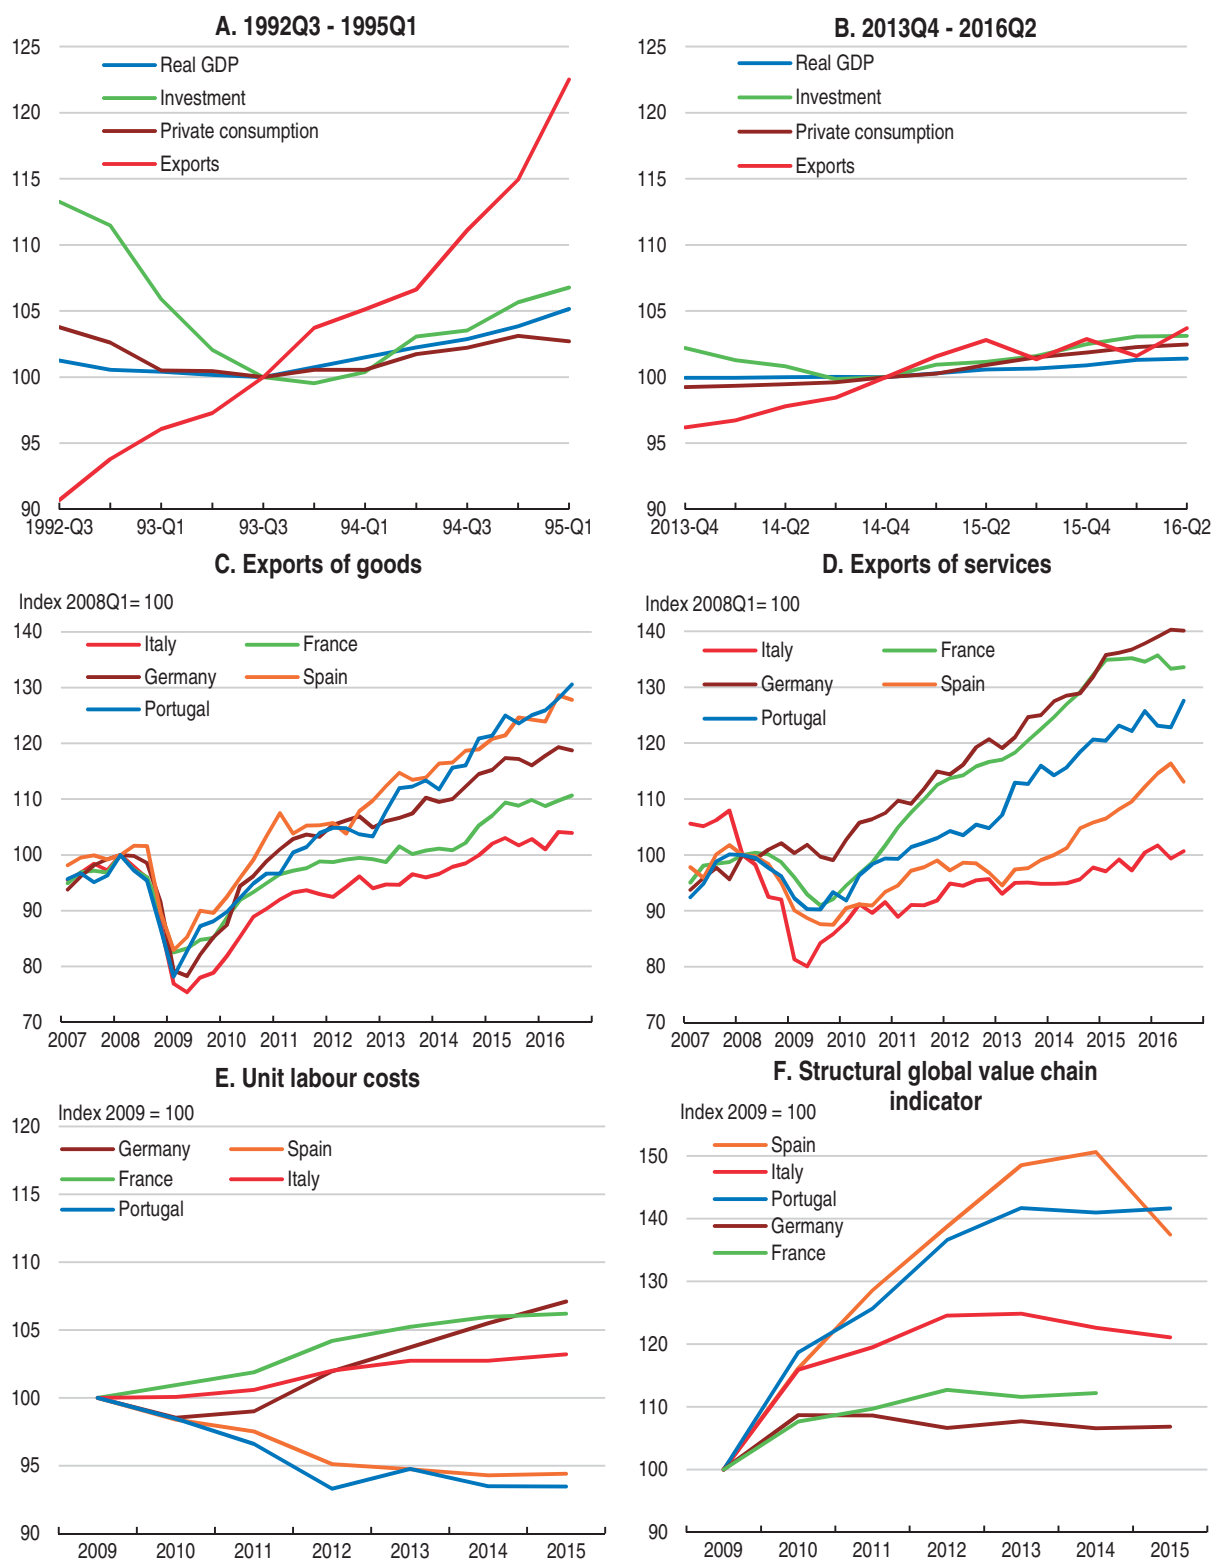 A. 1992Q3 - 1995Q1
125
120
115
110
105
100
95
90
Real GDP
Investment
Private consumption
Exports
1992-Q3 93-Q1 93-Q3 94-Q1 94-Q3 95-Q1
B. 2013Q4 - 2016Q2
125
120
115
110
105
100
95
90
Real GDP
Investment
Private consumption
Exports
2013-Q4 14-Q2 14-Q4 15-Q2 15-Q4 16-Q2
C. Exports of goods
Index 2008Q1= 100
140
130
120
110
100
90
80
70
Italy France
Germany Spain
Portugal
2007 2008 2009 2010 2011 2012 2013 2014 2015 2016
D. Exports of services
Index 2008Q1= 100
140
130
120
110
100
90
80
70
Italy France
Germany Spain
Portugal
2007 2008 2009 2010 2011 2012 2013 2014 2015 2016
E. Unit labour costs
Index 2009 = 100
120
115
110
105
100
95
90
Germany Spain
France Italy
Portugal
2009 2010 2011 2012 2013 2014 2015
F. Structural global value chain
indicator
Index 2009 = 100
150
140
130
120
110
100
90
Spain
Italy
Portugal
Germany
France
2009 2010 2011 2012 2013 2014 2015